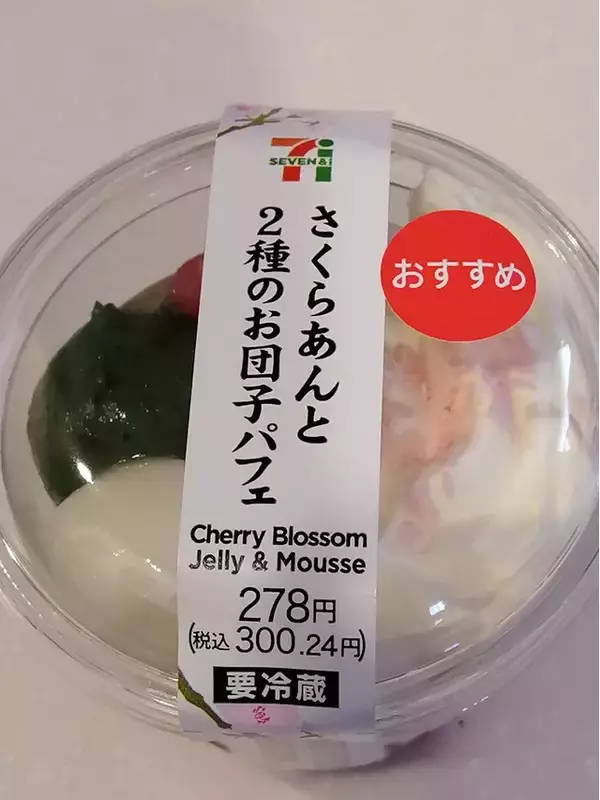 SEVEN & i
さくらあんと
2種のお団子パフェ
おすすめ
Cherry Blossom
Jelly & Mousse
278円
(税込 300.24円)
要冷蔵